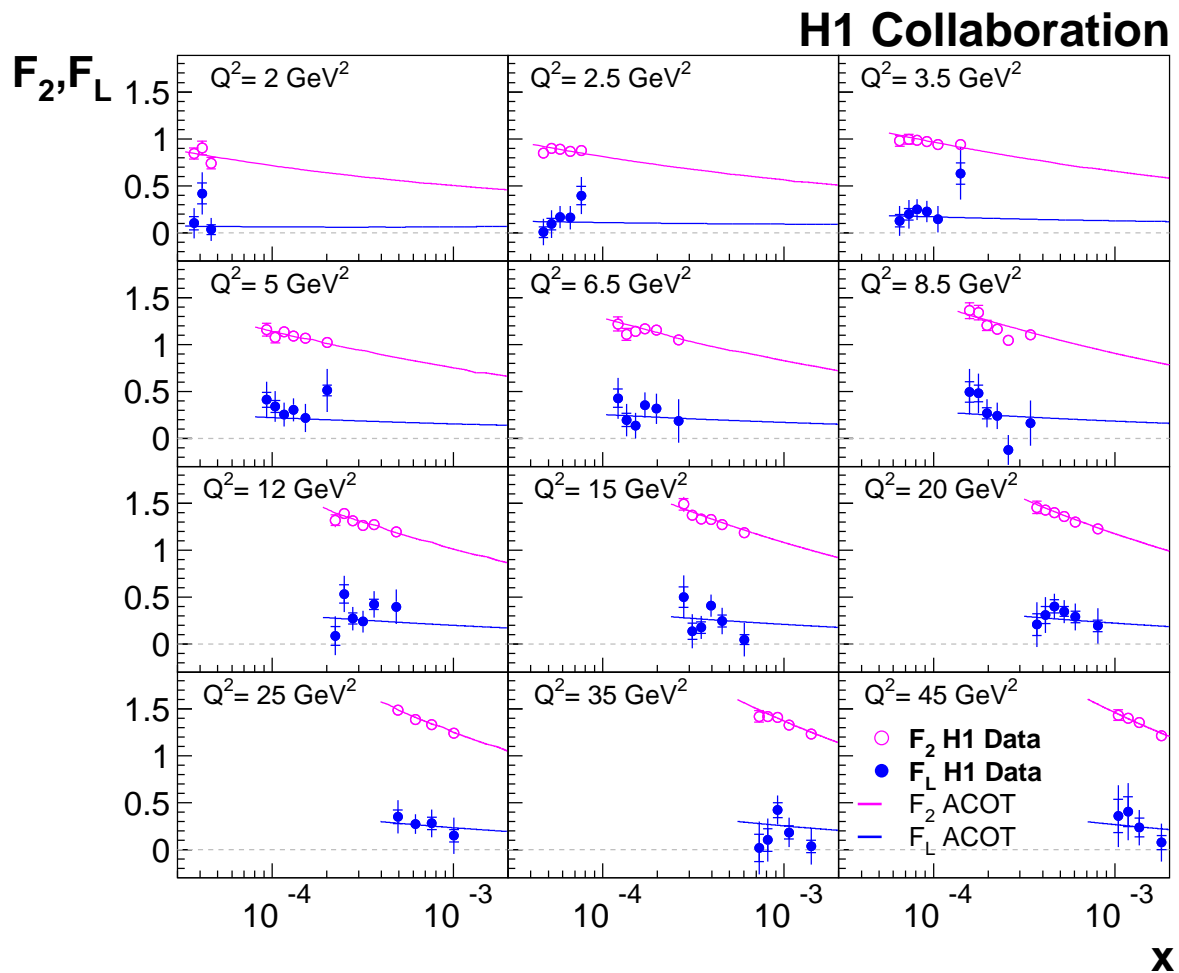 H1 Collaboration
F₂,F_L
Q²= 2 GeV²
Q²= 2.5 GeV²
Q²= 3.5 GeV²
1.5
1
0.5
0
Q²= 5 GeV²
Q²= 6.5 GeV²
Q²= 8.5 GeV²
1.5
1
0.5
0
Q²= 12 GeV²
Q²= 15 GeV²
Q²= 20 GeV²
1.5
1
0.5
0
Q²= 25 GeV²
Q²= 35 GeV²
Q²= 45 GeV²
1.5
1
0.5
0
F₂ H1 Data
F_L H1 Data
F₂ ACOT
F_L ACOT
10⁻⁴ 10⁻³ 10⁻⁴ 10⁻³ 10⁻⁴ 10⁻³
x